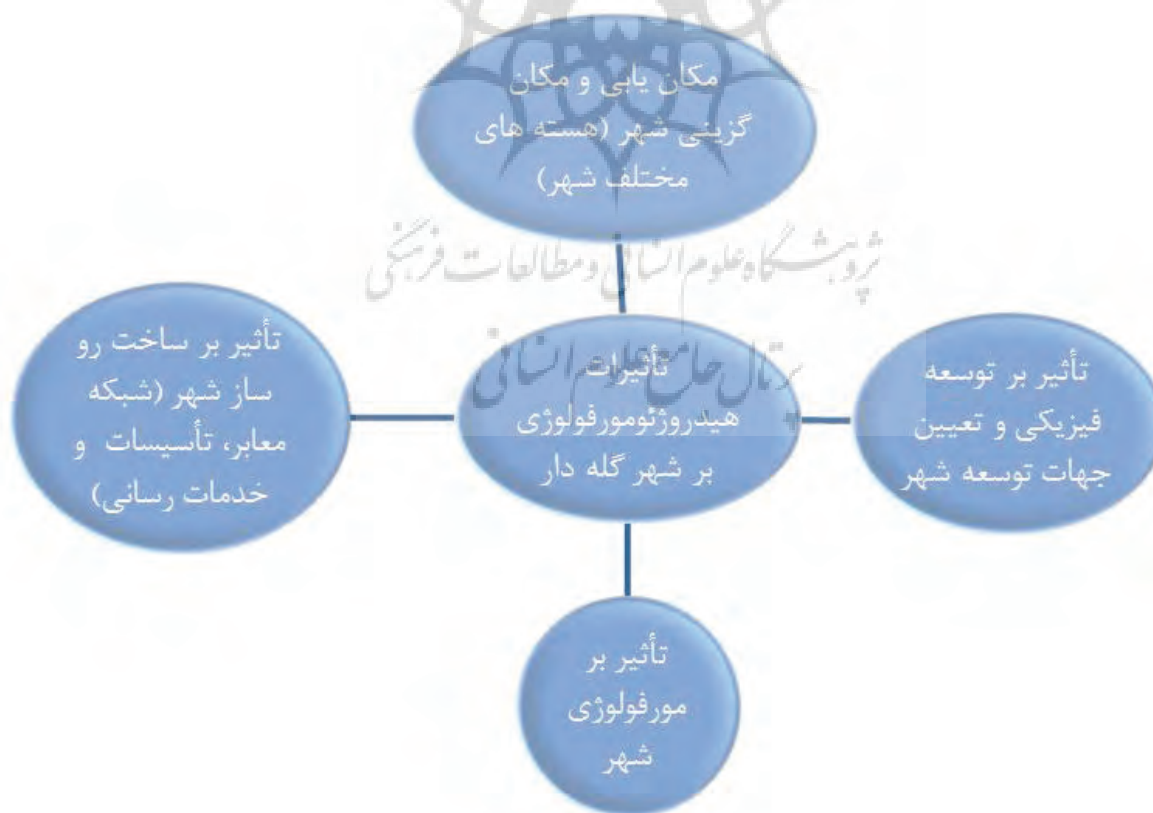 مکان یابی و مکان
گزینی شهر (هسته های
مختلف شهر)
پژوهشگاه علوم انسانی و مطالعات فرهنگی
پرتال جامع علوم انسانی
تأثیر بر توسعه
فیزیکی و تعیین
جهات توسعه شهر
تأثیرات
هیدروژئومورفولوژی
بر شهر گله دار
تأثیر بر ساخت رو
ساز شهر (شبکه
معابر، تأسیسات و
خدمات رسانی)
تأثیر بر
مورفولوژی
شهر